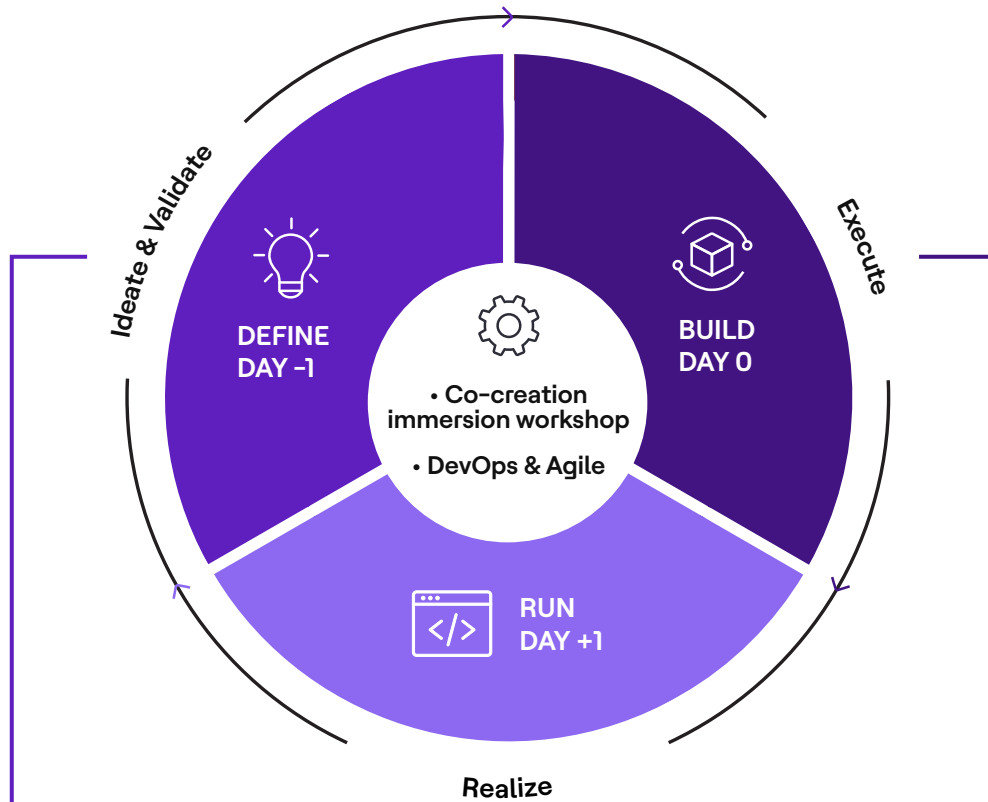 Ideate & Validate
Execute
DEFINE
DAY -1
BUILD
DAY 0
• Co-creation
immersion workshop
• DevOps & Agile
</>
RUN
DAY +1
Realize